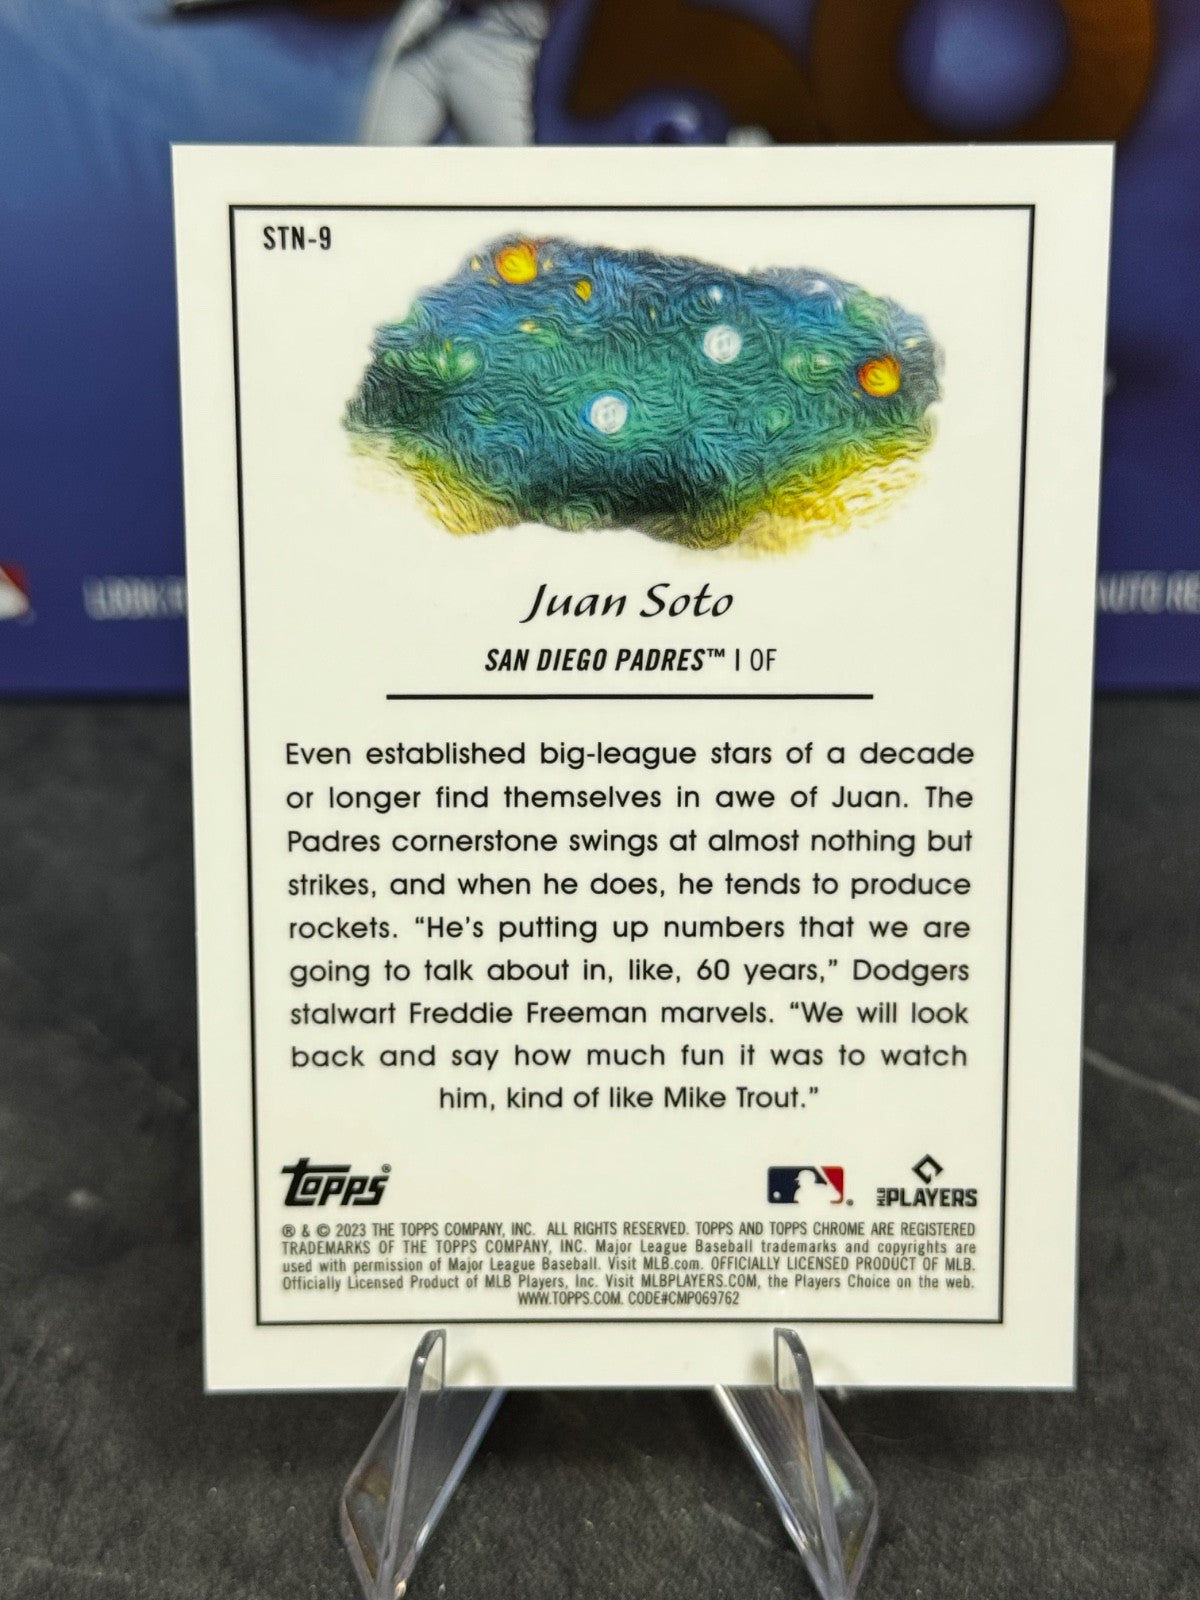 STN-9
Juan Soto
SAN DIEGO PADRES™ | OF
Even established big-league stars of a decade
or longer find themselves in awe of Juan. The
Padres cornerstone swings at almost nothing but
strikes, and when he does, he tends to produce
rockets. “He’s putting up numbers that we are
going to talk about in, like, 60 years,” Dodgers
stalwart Freddie Freeman marvels. “We will look
back and say how much fun it was to watch
him, kind of like Mike Trout.”
Topps®
®
MLB PLAYERS
® & © 2023 THE TOPPS COMPANY, INC. ALL RIGHTS RESERVED. TOPPS AND TOPPS CHROME ARE REGISTERED
TRADEMARKS OF THE TOPPS COMPANY, INC. Major League Baseball trademarks and copyrights are
used with permission of Major League Baseball. Visit MLB.com. OFFICIALLY LICENSED PRODUCT OF MLB.
Officially Licensed Product of MLB Players, Inc. Visit MLBPLAYERS.COM, the Players Choice on the web.
WWW.TOPPS.COM. CODE#CMP069762
LOOK
AUTO RE